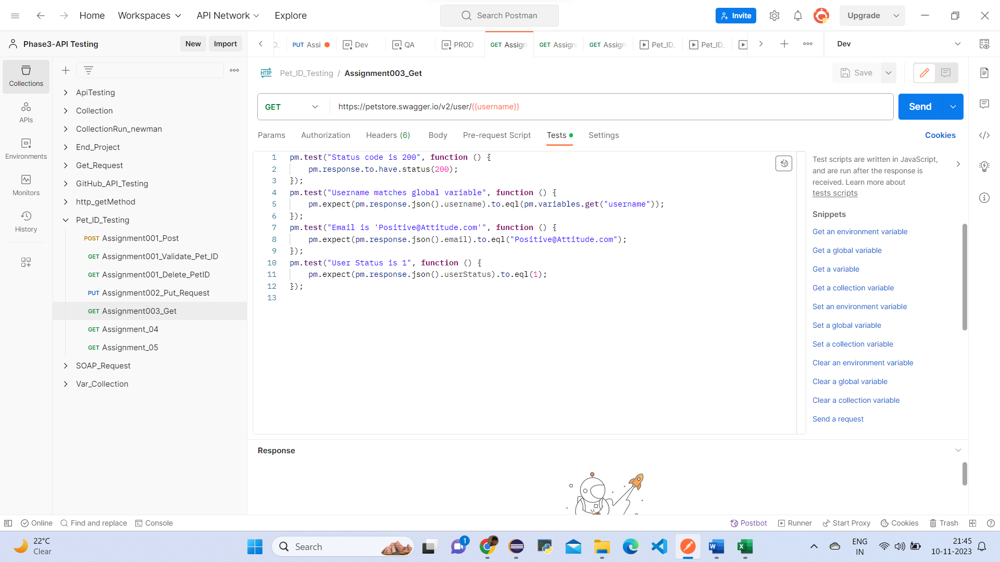 Home
Workspaces
API Network
Explore
Search Postman
Invite
Upgrade
Phase3-API Testing
New
Import
PUT Assi
Dev
QA
PROD
GET Assign
GET Assign
GET Assign
Pet_ID_
Pet_ID_
Dev
Collections
APIs
Environments
Monitors
History
ApiTesting
Collection
CollectionRun_newman
End_Project
Get_Request
GitHub_API_Testing
http_getMethod
Pet_ID_Testing
POST Assignment001_Post
GET Assignment001_Validate_Pet_ID
GET Assignment001_Delete_PetID
PUT Assignment002_Put_Request
GET Assignment003_Get
GET Assignment_04
GET Assignment_05
SOAP_Request
Var_Collection
HTTP Pet_ID_Testing / Assignment003_Get
Save
GET
https://petstore.swagger.io/v2/user/{{username}}
Send
Params
Authorization
Headers (6)
Body
Pre-request Script
Tests
Settings
Cookies
1 pm.test("Status code is 200", function () {
2 pm.response.to.have.status(200);
3 });
4 pm.test("Username matches global variable", function () {
5 pm.expect(pm.response.json().username).to.eql(pm.variables.get("username"));
6 });
7 pm.test("Email is 'Positive@Attitude.com'", function () {
8 pm.expect(pm.response.json().email).to.eql("Positive@Attitude.com");
9 });
10 pm.test("User Status is 1", function () {
11 pm.expect(pm.response.json().userStatus).to.eql(1);
12 });
13
Test scripts are written in JavaScript,
and are run after the response is
received. Learn more about
tests scripts
Snippets
Get an environment variable
Get a global variable
Get a variable
Get a collection variable
Set an environment variable
Set a global variable
Set a collection variable
Clear an environment variable
Clear a global variable
Clear a collection variable
Send a request
Response
Online
Find and replace
Console
Postbot
Runner
Start Proxy
Cookies
Trash
22°C
Clear
Search
1
ENG
IN
21:45
10-11-2023